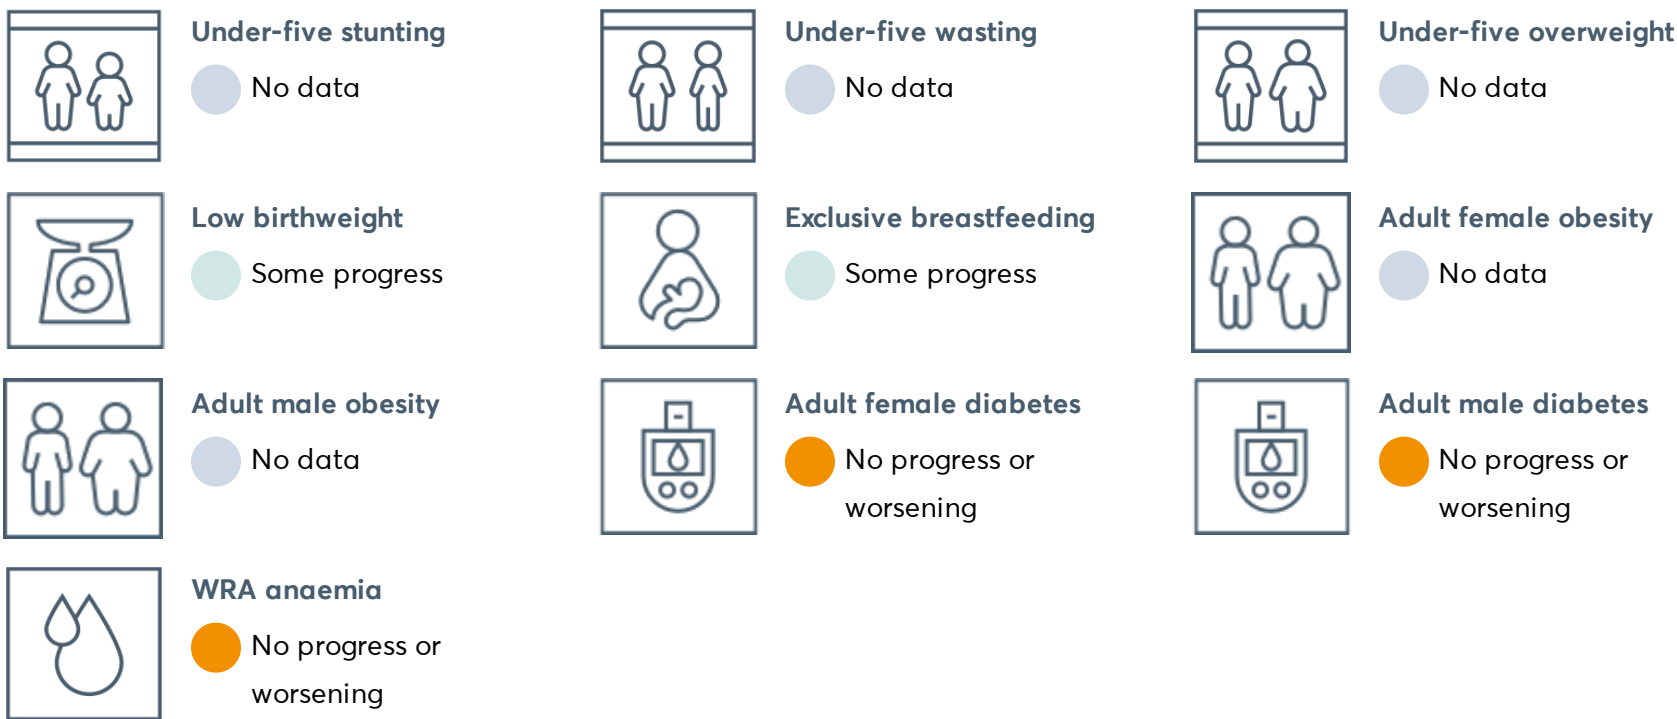 Under-five stunting
No data
Under-five wasting
No data
Under-five overweight
No data
Low birthweight
Some progress
Exclusive breastfeeding
Some progress
Adult female obesity
No data
Adult male obesity
No data
Adult female diabetes
No progress or
worsening
Adult male diabetes
No progress or
worsening
WRA anaemia
No progress or
worsening